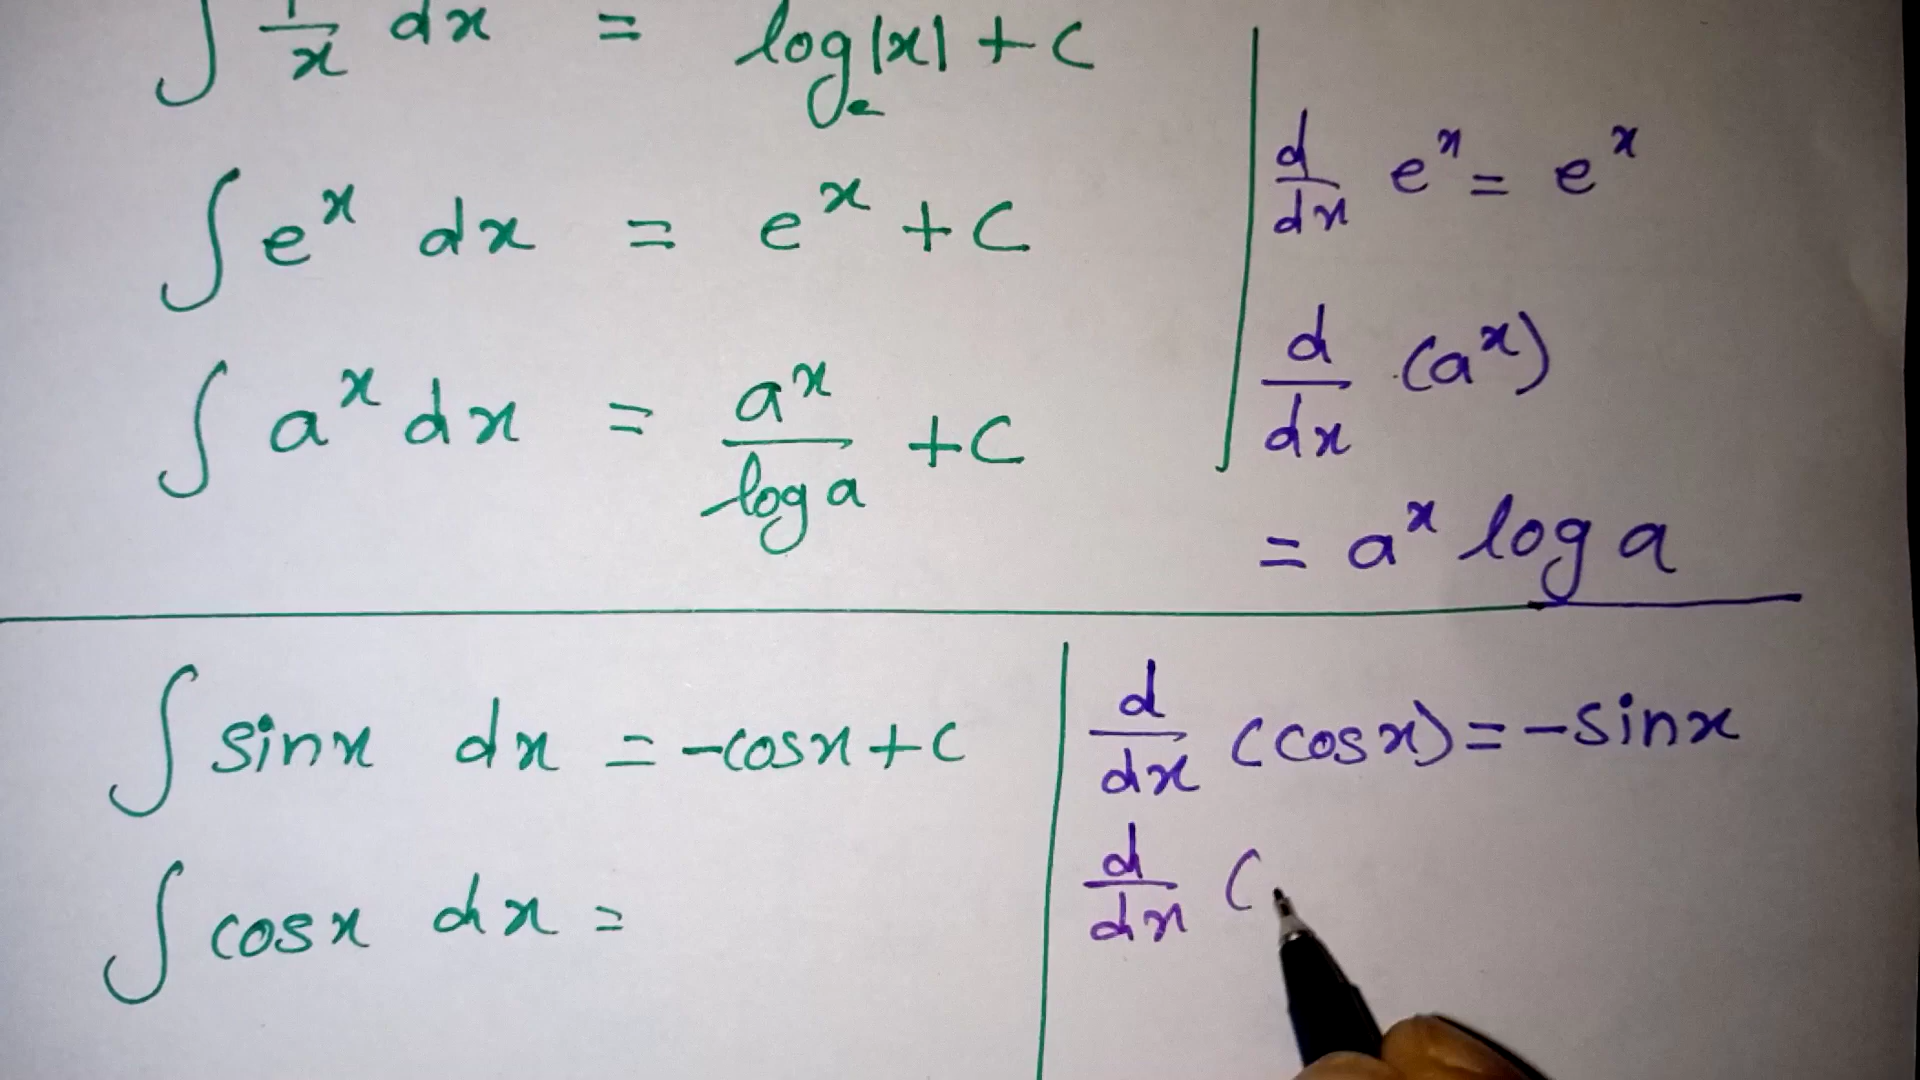 ∫ 1/x dx = logₑ|x| + c
∫ eˣ dx = eˣ + c
∫ aˣ dx = aˣ/log a + c
d/dx eˣ = eˣ
d/dx (aˣ)
= aˣ log a
∫ sinx dx = -cosx + c
∫ cosx dx =
d/dx (cosx) = -sinx
d/dx (